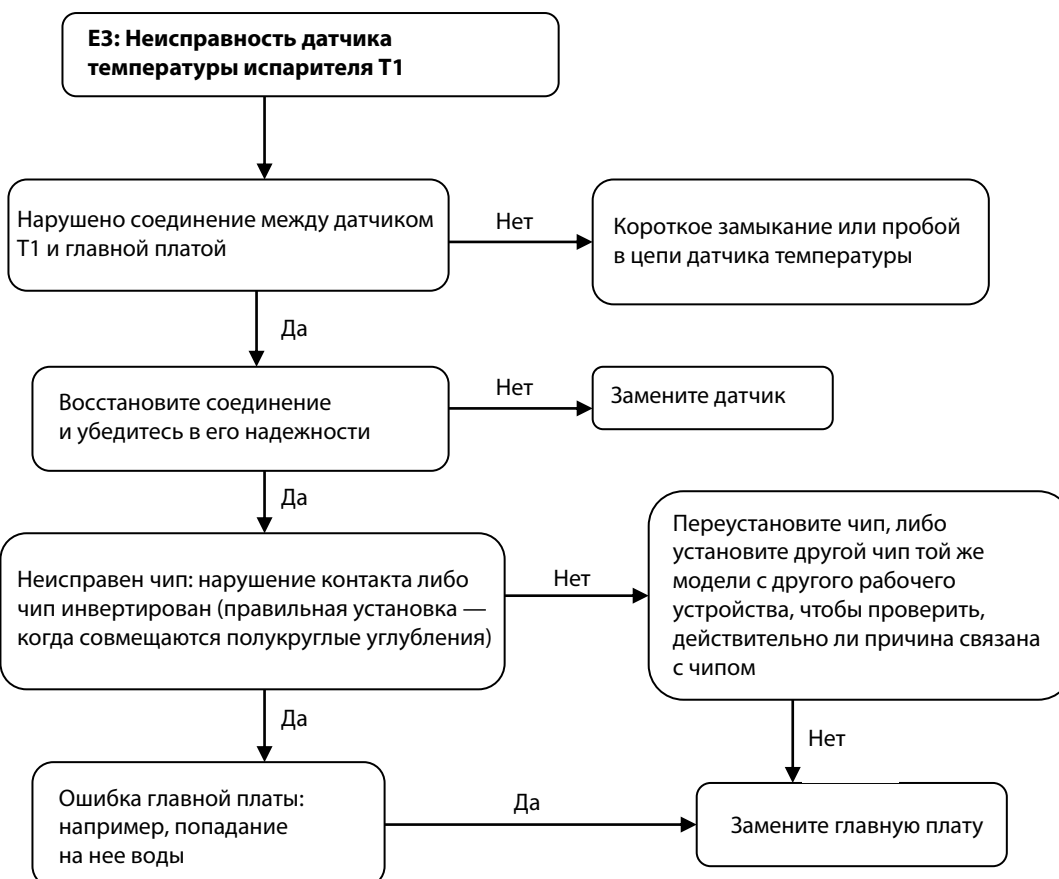 E3: Неисправность датчика
температуры испарителя T1
Нарушено соединение между датчиком
T1 и главной платой
Нет
Короткое замыкание или пробой
в цепи датчика температуры
Да
Восстановите соединение
и убедитесь в его надежности
Нет
Замените датчик
Да
Неисправен чип: нарушение контакта либо
чип инвертирован (правильная установка —
когда совмещаются полукруглые углубления)
Нет
Переустановите чип, либо
установите другой чип той же
модели с другого рабочего
устройства, чтобы проверить,
действительно ли причина связана
с чипом
Да
Нет
Ошибка главной платы:
например, попадание
на нее воды
Да
Замените главную плату